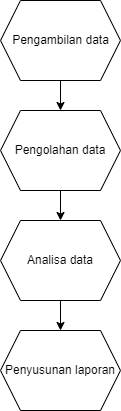 Pengambilan data
Pengolahan data
Analisa data
Penyusunan laporan